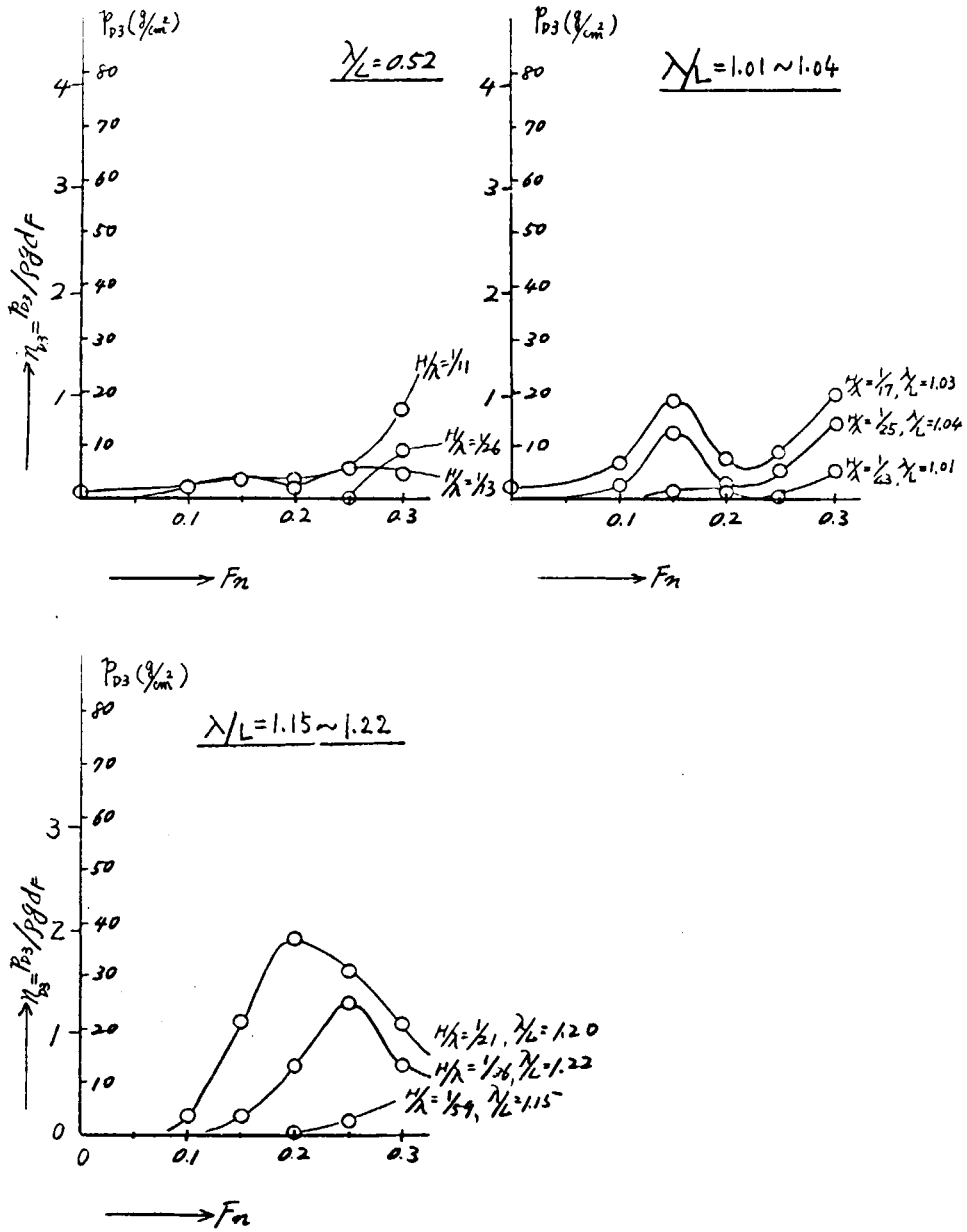 P_D3 (g/cm²)
λ/L = 0.52
4 80
70
3 60
50
2 40
30
1 20
10
→ η_D3 = P_D3/ρgd_F
H/λ = 1/11
H/λ = 1/26
H/λ = 1/13
0.1 0.2 0.3
→ Fn
P_D3 (g/cm²)
λ/L = 1.01 ~ 1.04
4 80
70
3 60
50
2 40
30
1 20
10
H/λ = 1/17, λ/L = 1.03
H/λ = 1/25, λ/L = 1.04
λ/L = 1.01
0.1 0.2 0.3
→ Fn
P_D3 (g/cm²)
λ/L = 1.15 ~ 1.22
80
70
3 60
50
2 40
30
1 20
10
0
→ η_D3 = P_D3/ρgd_F
H/λ = 1/21, λ/L = 1.20
H/λ = 1/36, λ/L = 1.22
H/λ = 1/59, λ/L = 1.15
0 0.1 0.2 0.3
→ Fn